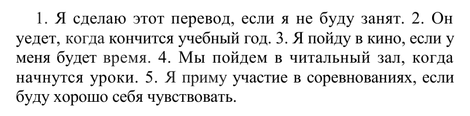 1. Я сделаю этот перевод, если я не буду занят. 2. Он
уедет, когда кончится учебный год. 3. Я пойду в кино, если у
меня будет время. 4. Мы пойдем в читальный зал, когда
начнутся уроки. 5. Я приму участие в соревнованиях, если
буду хорошо себя чувствовать.